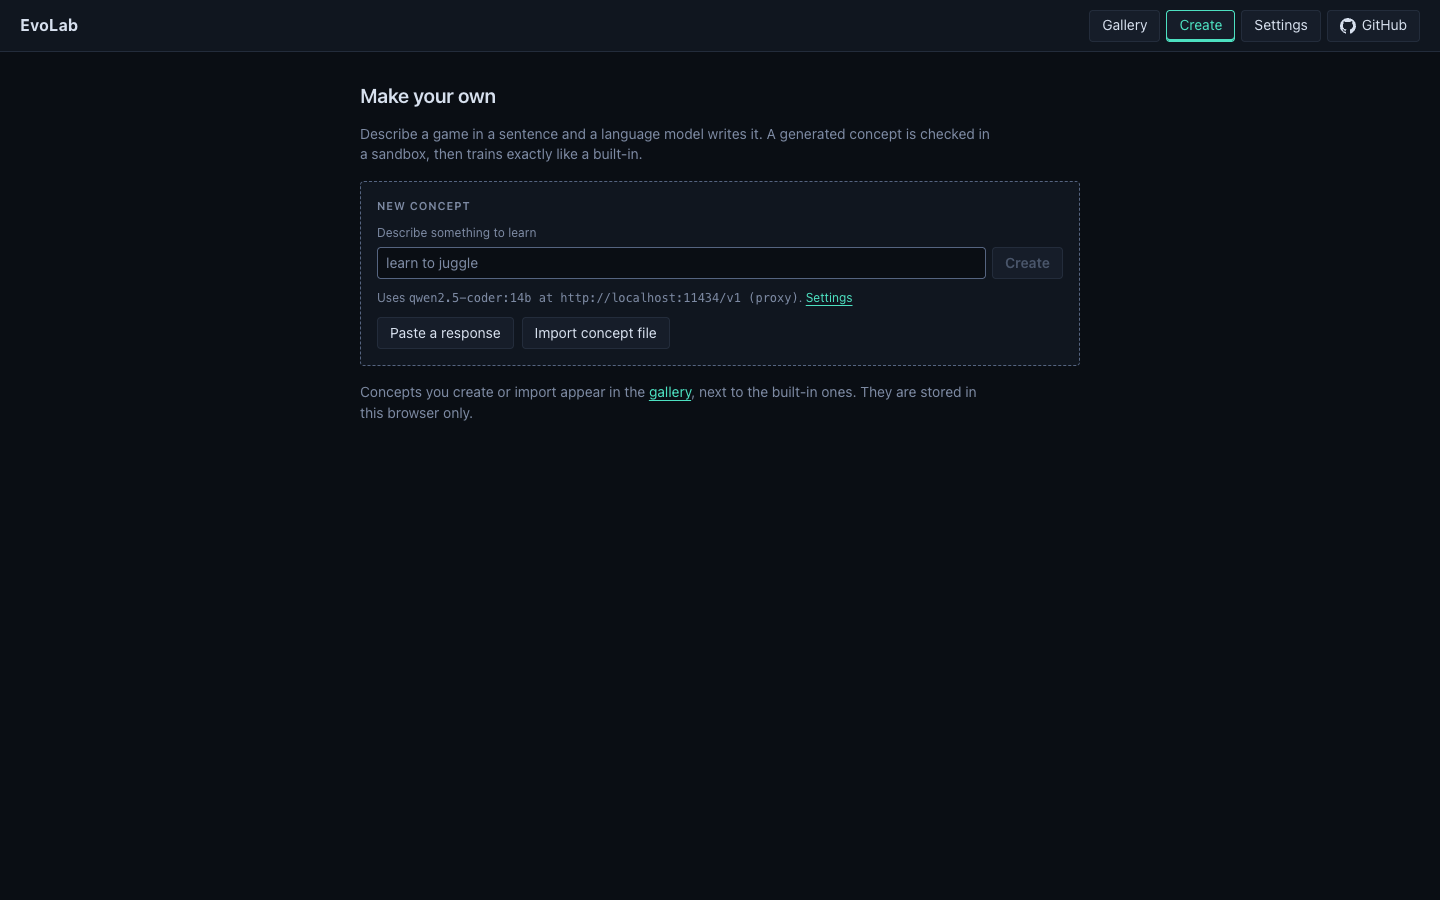 EvoLab
Gallery
Create
Settings
GitHub
Make your own
Describe a game in a sentence and a language model writes it. A generated concept is checked in
a sandbox, then trains exactly like a built-in.
NEW CONCEPT
Describe something to learn
learn to juggle
Create
Uses qwen2.5-coder:14b at http://localhost:11434/v1 (proxy). Settings
Paste a response
Import concept file
Concepts you create or import appear in the gallery, next to the built-in ones. They are stored in
this browser only.